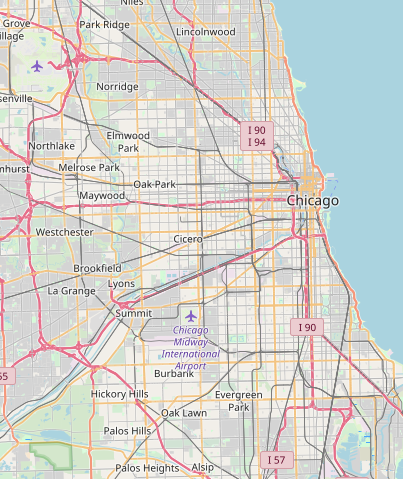 Niles
Grove
Village
Park Ridge
Lincolnwood
Norridge
I 90
I 94
Elmwood
Park
Northlake
Melrose Park
Oak Park
Maywood
Chicago
Westchester
Cicero
Brookfield
Lyons
La Grange
Summit
Chicago
Midway
International
Airport
I 90
Burbank
55
Hickory Hills
Evergreen
Park
Oak Lawn
Palos Hills
I 57
Palos Heights
Alsip